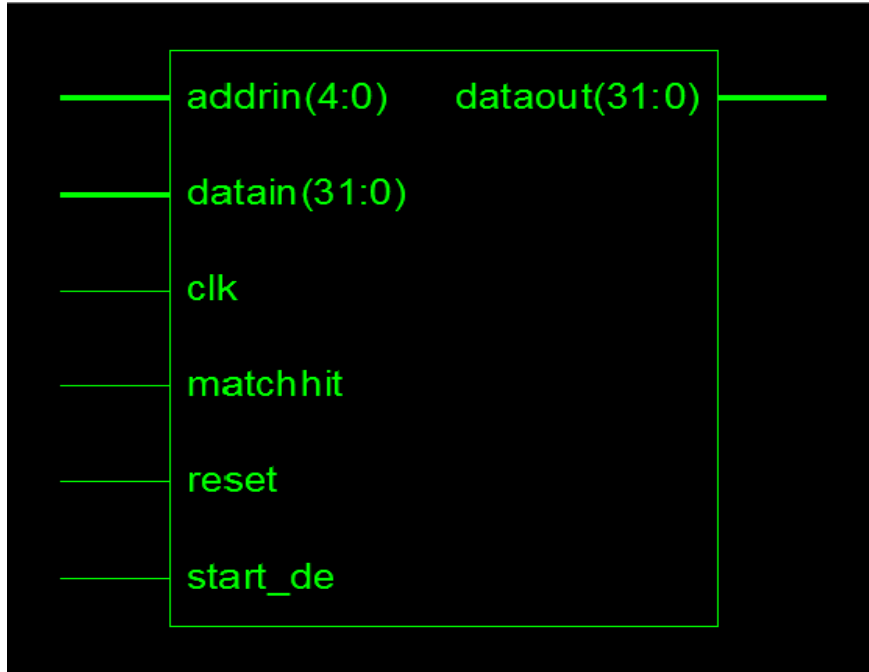 addrin(4:0) dataout(31:0)
datain(31:0)
clk
matchhit
reset
start_de